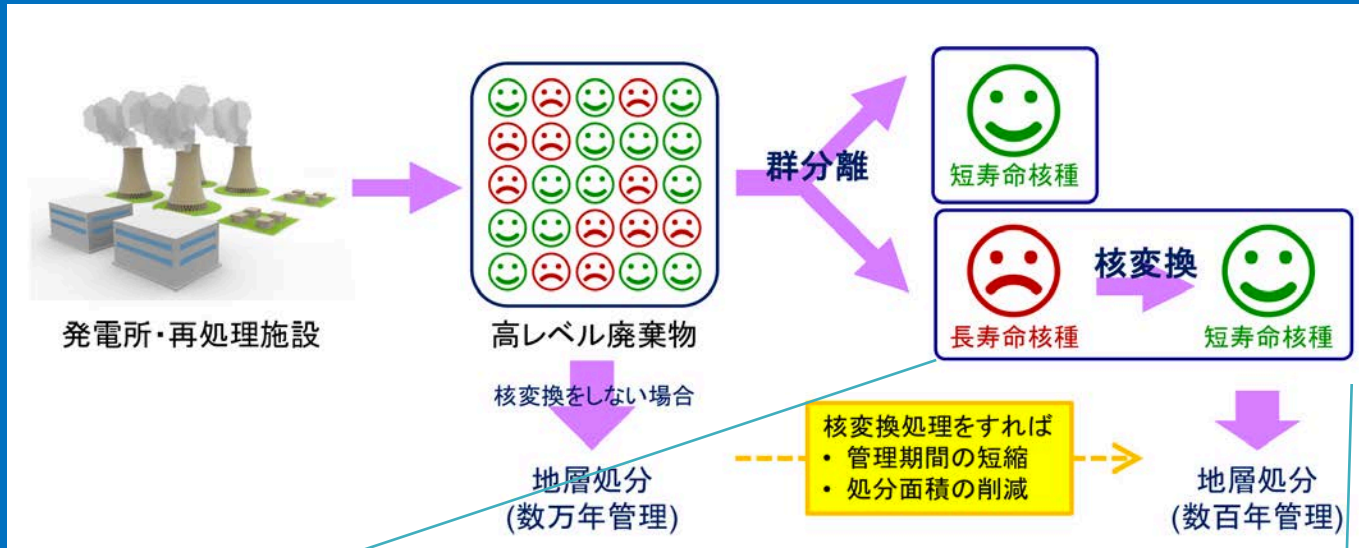 発電所・再処理施設
高レベル廃棄物
群分離
短寿命核種
長寿命核種
核変換
短寿命核種
核変換をしない場合
地層処分
(数万年管理)
核変換処理をすれば
• 管理期間の短縮
• 処分面積の削減
地層処分
(数百年管理)